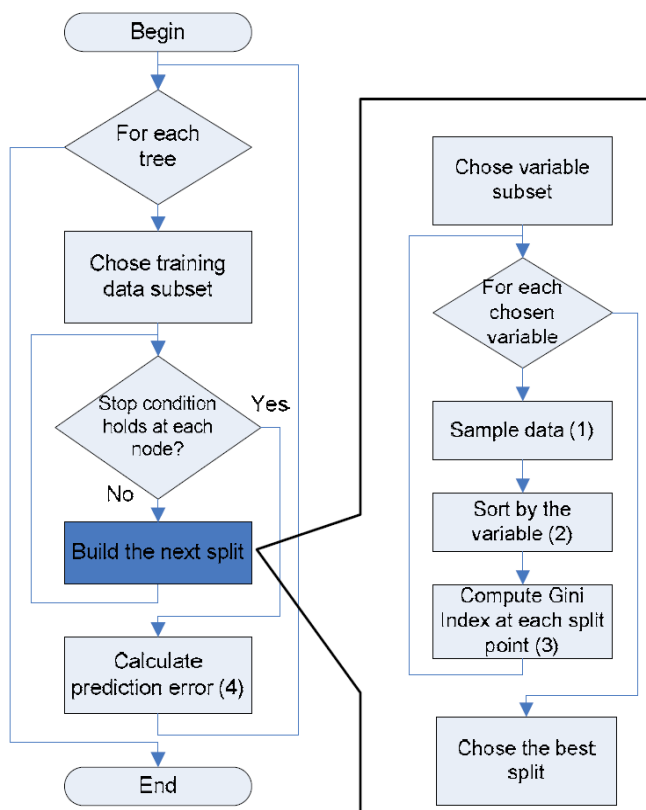 Begin
For each
tree
Chose training
data subset
Stop condition
holds at each
node?
Yes
No
Build the next split
Calculate
prediction error (4)
End
Chose variable
subset
For each
chosen
variable
Sample data (1)
Sort by the
variable (2)
Compute Gini
Index at each split
point (3)
Chose the best
split